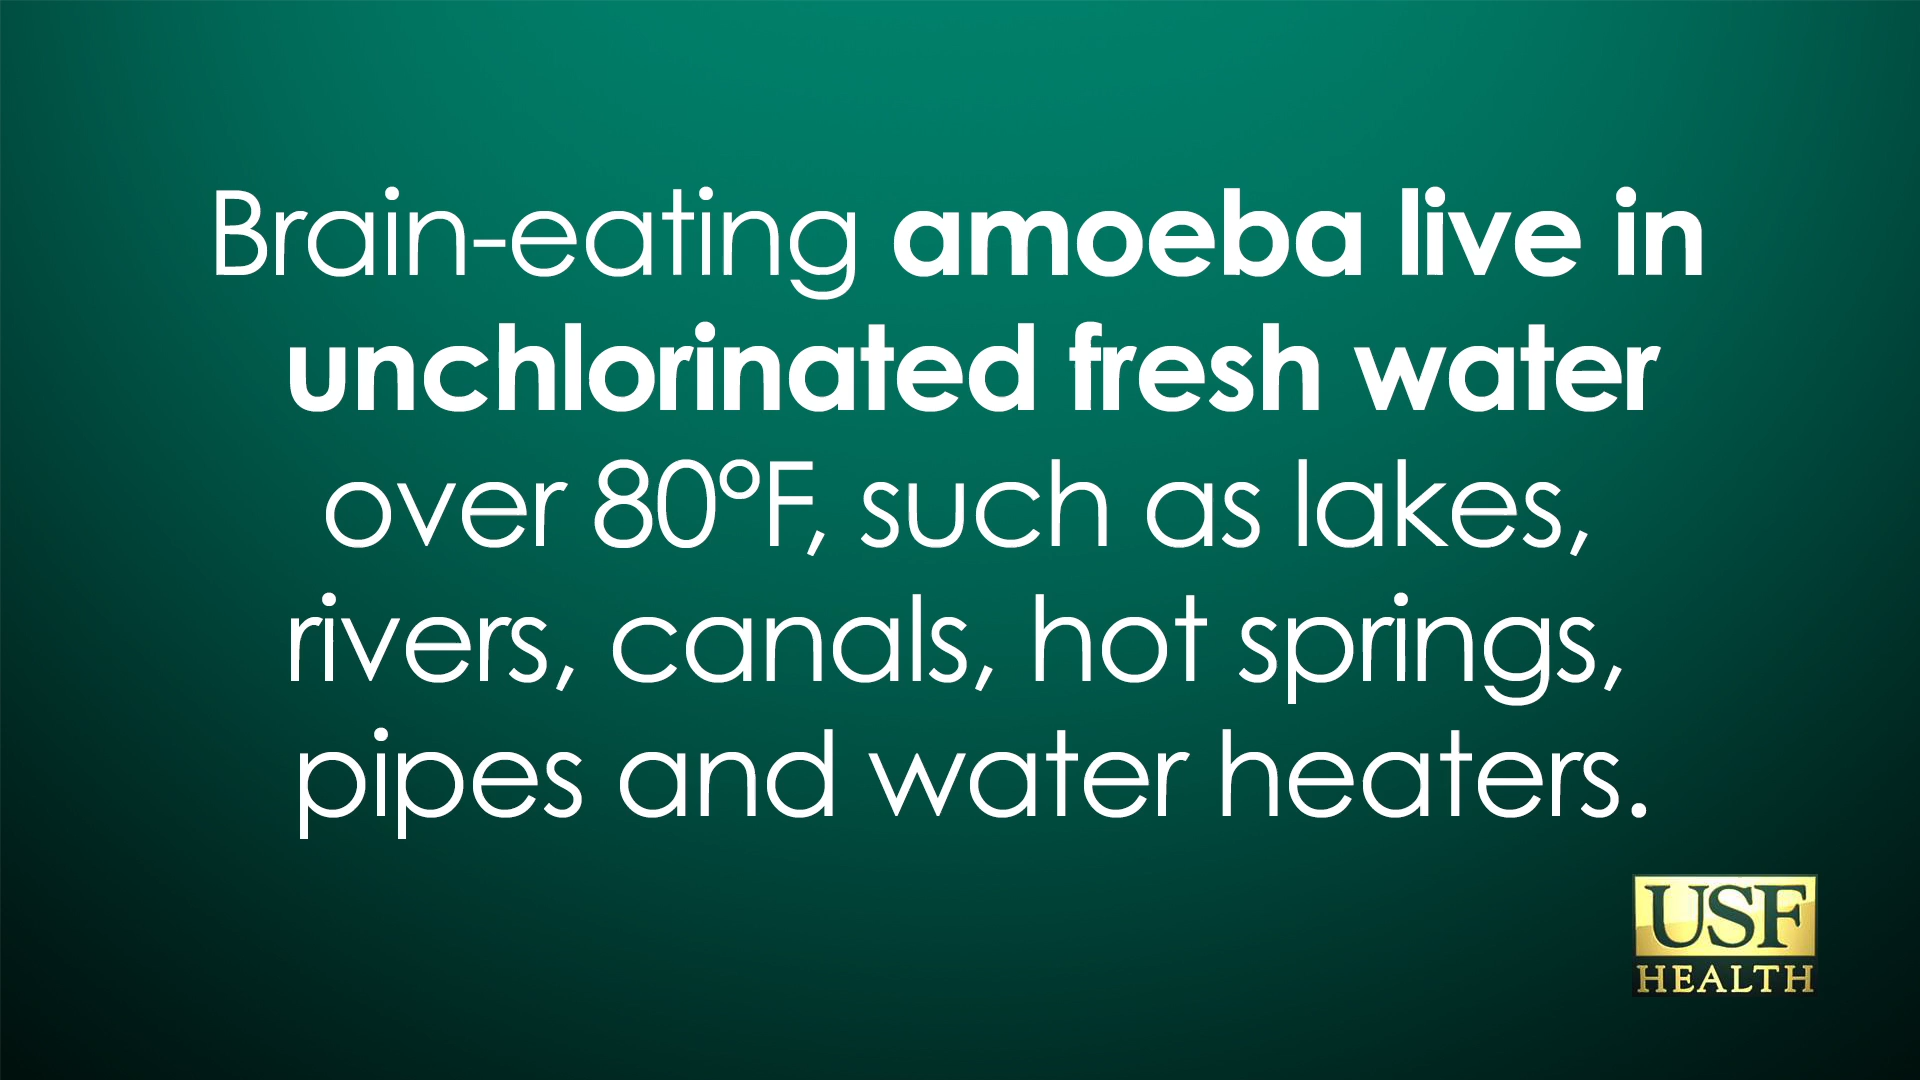 Brain-eating amoeba live in
unchlorinated fresh water
over 80°F, such as lakes,
rivers, canals, hot springs,
pipes and water heaters.
USF
HEALTH